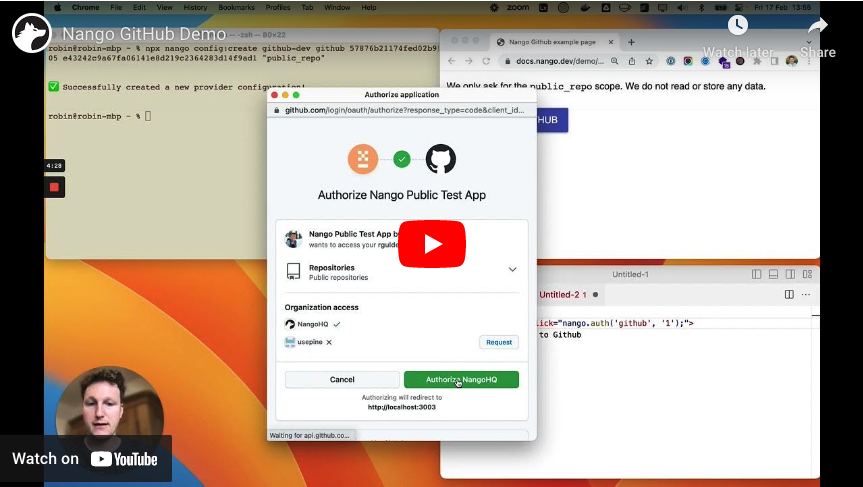 Chrome File Edit View History Bookmarks Profiles Tab Window Help
zoom
Fri 17 Feb 13:56
Nango GitHub Demo
Watch later
Share
-zsh — 80×22
robin@robin-mbp ~ % npx nango config:create github-dev github 57876b21174fed02b9
05 e43242c9a67fa06141e8d219c2364283d14f9ad1 "public_repo"
✅ Successfully created a new provider configuration!
robin@robin-mbp ~ %
4:28
Nango Github example page
docs.nango.dev/demo/...
We only ask for the public_repo scope. We do not read or store any data.
HUB
Authorize application
github.com/login/oauth/authorize?response_type=code&client_id...
Authorize Nango Public Test App
Nango Public Test App by
wants to access your
Repositories
Public repositories
Organization access
NangoHQ ✓
usepine ✕
Request
Cancel
Authorize NangoHQ
Authorizing will redirect to
http://localhost:3003
Waiting for api.github.co...
Untitled-1
Untitled-2 1
ick="nango.auth('github', '1');">
to Github
Watch on YouTube